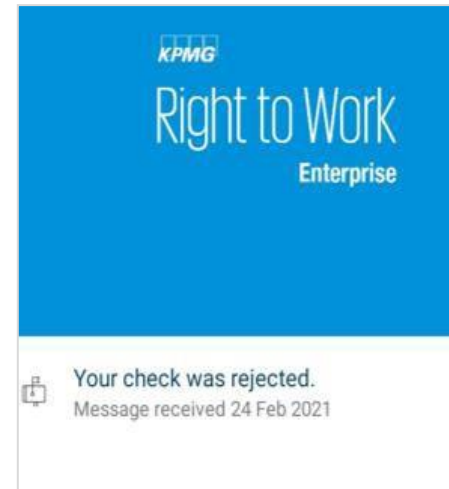 KPMG
Right to Work
Enterprise
Your check was rejected.
Message received 24 Feb 2021